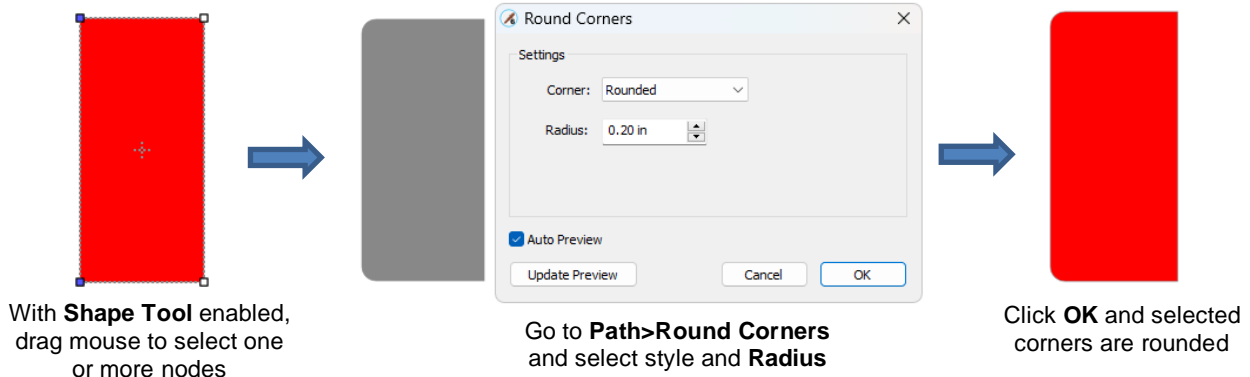 Round Corners
Settings
Corner: Rounded
Radius: 0.20 in
Auto Preview
Update Preview Cancel OK
With Shape Tool enabled,
drag mouse to select one
or more nodes
Go to Path>Round Corners
and select style and Radius
Click OK and selected
corners are rounded